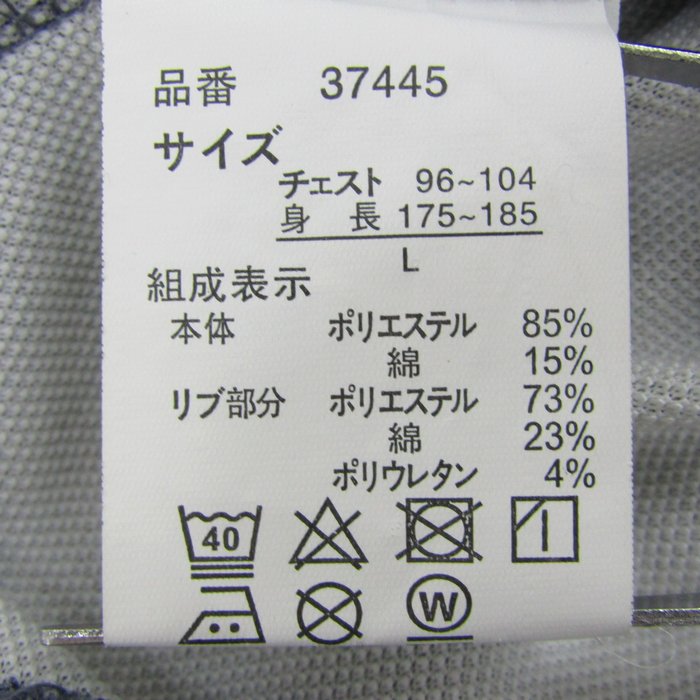 品番 37445
サイズ
チェスト 96~104
身長 175~185
L
組成表示
本体 ポリエステル 85%
綿 15%
リブ部分 ポリエステル 73%
綿 23%
ポリウレタン 4%
40
W